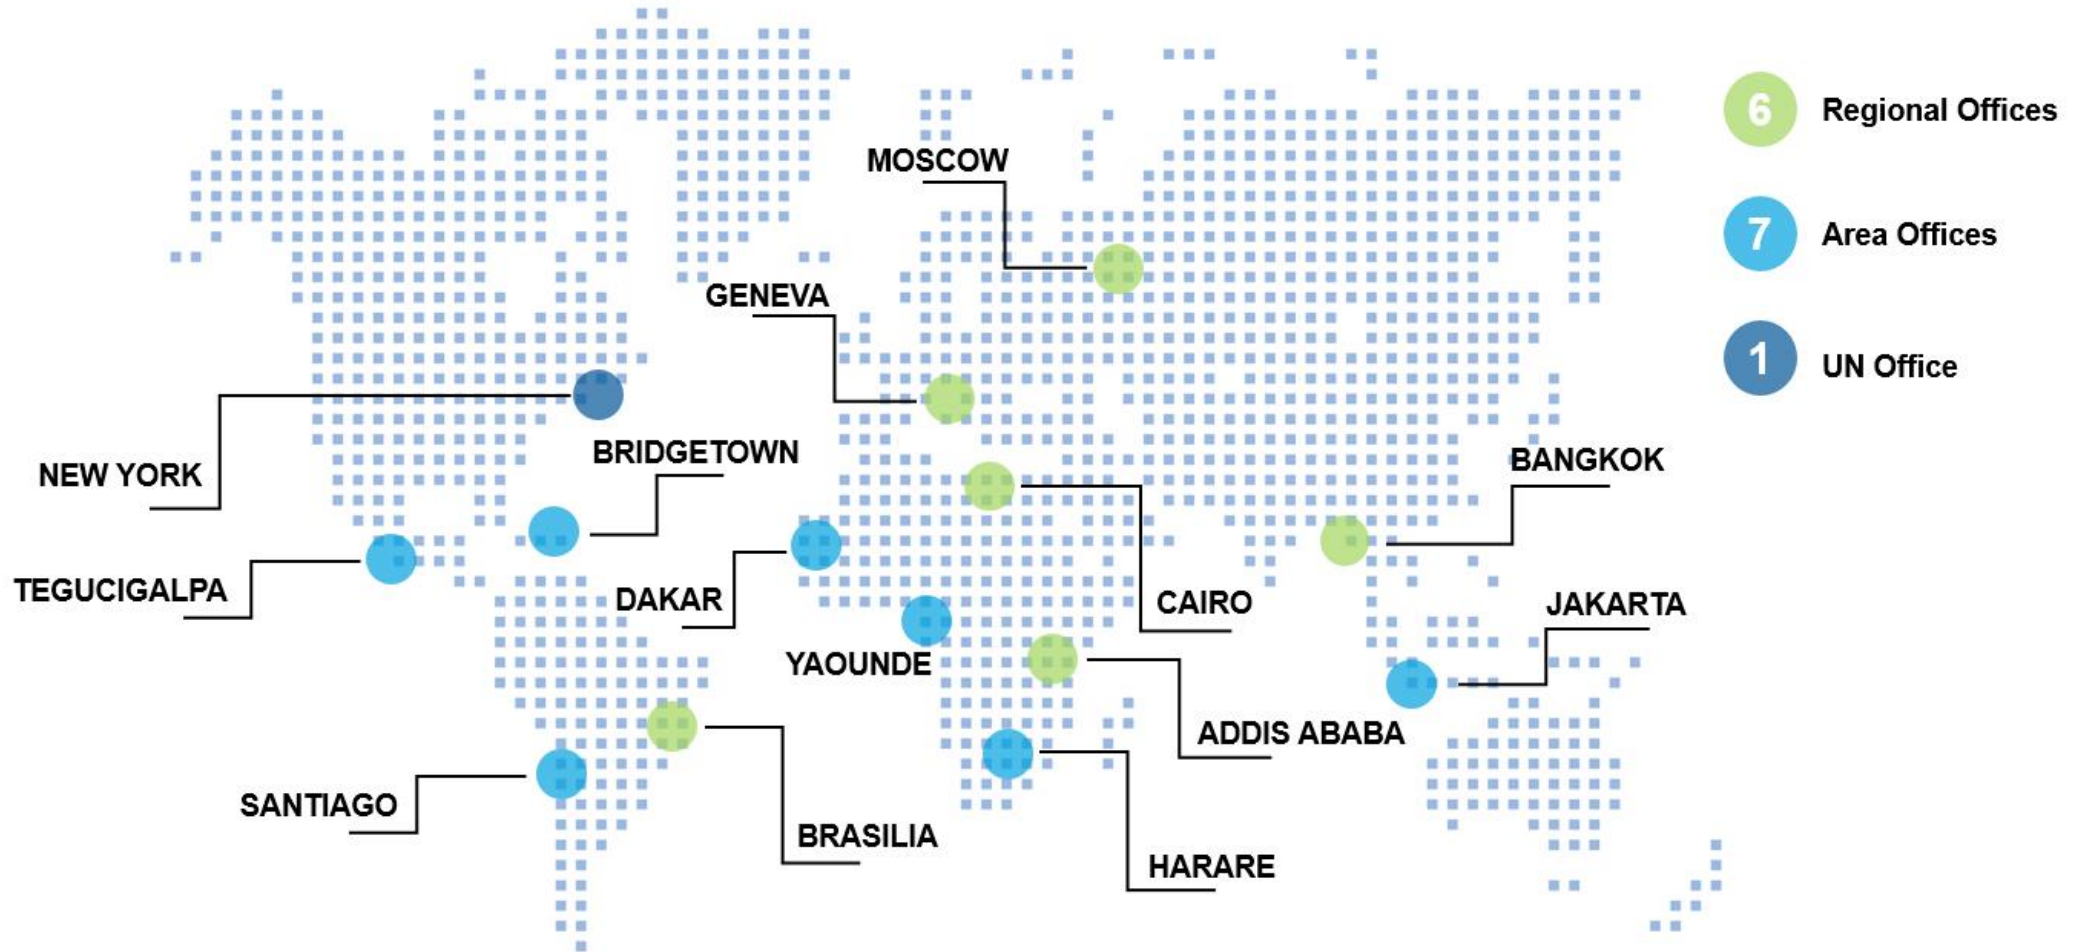 6 Regional Offices
MOSCOW
7 Area Offices
GENEVA
1 UN Office
BRIDGETOWN
BANGKOK
NEW YORK
TEGUCIGALPA
DAKAR
CAIRO
JAKARTA
YAOUNDE
ADDIS ABABA
SANTIAGO
BRASILIA
HARARE